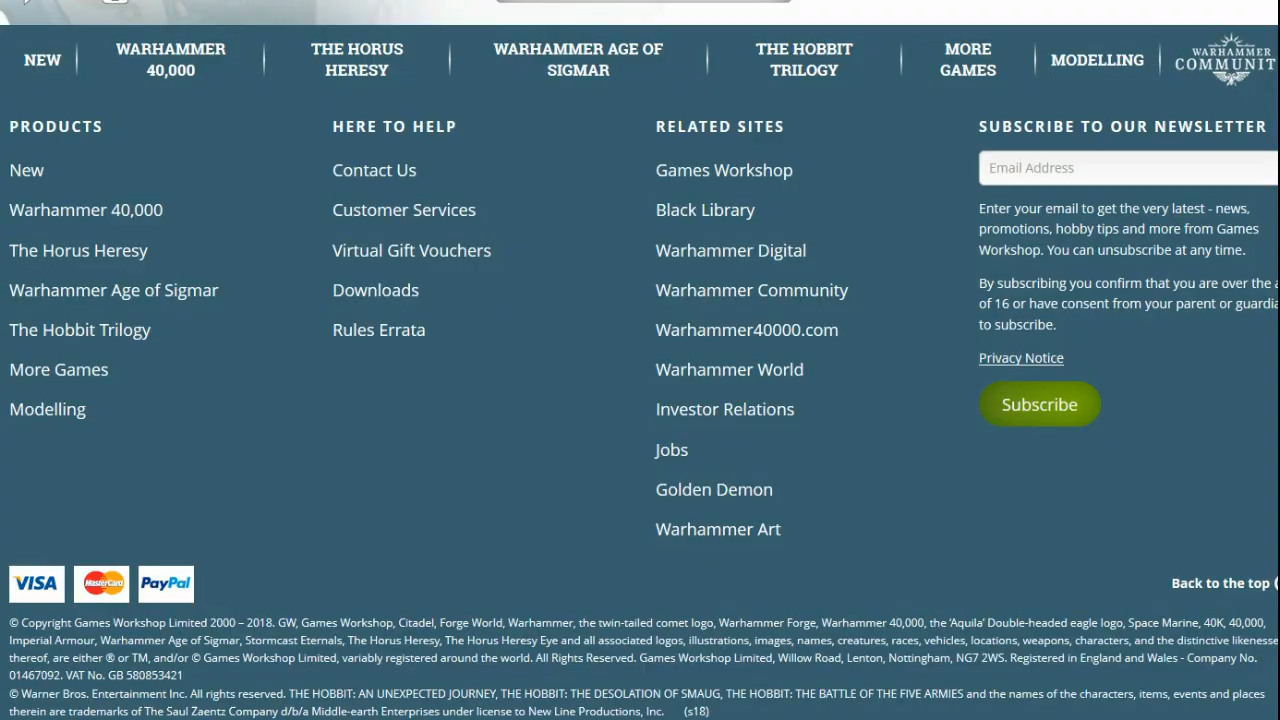 NEW
WARHAMMER
40,000
THE HORUS
HERESY
WARHAMMER AGE OF
SIGMAR
THE HOBBIT
TRILOGY
MORE
GAMES
MODELLING
WARHAMMER
COMMUNIT
PRODUCTS
New
Warhammer 40,000
The Horus Heresy
Warhammer Age of Sigmar
The Hobbit Trilogy
More Games
Modelling
HERE TO HELP
Contact Us
Customer Services
Virtual Gift Vouchers
Downloads
Rules Errata
RELATED SITES
Games Workshop
Black Library
Warhammer Digital
Warhammer Community
Warhammer40000.com
Warhammer World
Investor Relations
Jobs
Golden Demon
Warhammer Art
SUBSCRIBE TO OUR NEWSLETTER
Email Address
Enter your email to get the very latest - news,
promotions, hobby tips and more from Games
Workshop. You can unsubscribe at any time.
By subscribing you confirm that you are over the a
of 16 or have consent from your parent or guardia
to subscribe.
Privacy Notice
Subscribe
VISA
MasterCard
PayPal
Back to the top
© Copyright Games Workshop Limited 2000 – 2018. GW, Games Workshop, Citadel, Forge World, Warhammer, the twin-tailed comet logo, Warhammer Forge, Warhammer 40,000, the ‘Aquila’ Double-headed eagle logo, Space Marine, 40K, 40,000,
Imperial Armour, Warhammer Age of Sigmar, Stormcast Eternals, The Horus Heresy, The Horus Heresy Eye and all associated logos, illustrations, images, names, creatures, races, vehicles, locations, weapons, characters, and the distinctive likenesse
thereof, are either ® or TM, and/or © Games Workshop Limited, variably registered around the world. All Rights Reserved. Games Workshop Limited, Willow Road, Lenton, Nottingham, NG7 2WS. Registered in England and Wales - Company No.
01467092. VAT No. GB 580853421
© Warner Bros. Entertainment Inc. All rights reserved. THE HOBBIT: AN UNEXPECTED JOURNEY, THE HOBBIT: THE DESOLATION OF SMAUG, THE HOBBIT: THE BATTLE OF THE FIVE ARMIES and the names of the characters, items, events and places
therein are trademarks of The Saul Zaentz Company d/b/a Middle-earth Enterprises under license to New Line Productions, Inc. (s18)